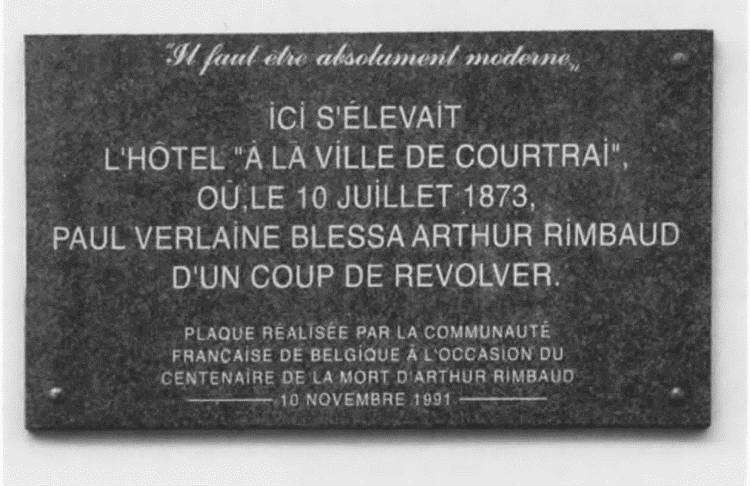 "Il faut être absolument moderne„
ici S'ÉLEVAiT
L'HÔTEL "À LA ViLLE DE COURTRAi",
OÙ,LE 10 JUiLLET 1873,
PAUL VERLAiNE BLESSA ARTHUR RiMBAUD
D'UN COUP DE REVOLVER.
PLAQUE RÉALISÉE PAR LA COMMUNAUTÉ
FRANÇAISE DE BELGIQUE À L'OCCASION DU
CENTENAIRE DE LA MORT D'ARTHUR RIMBAUD
10 NOVEMBRE 1991